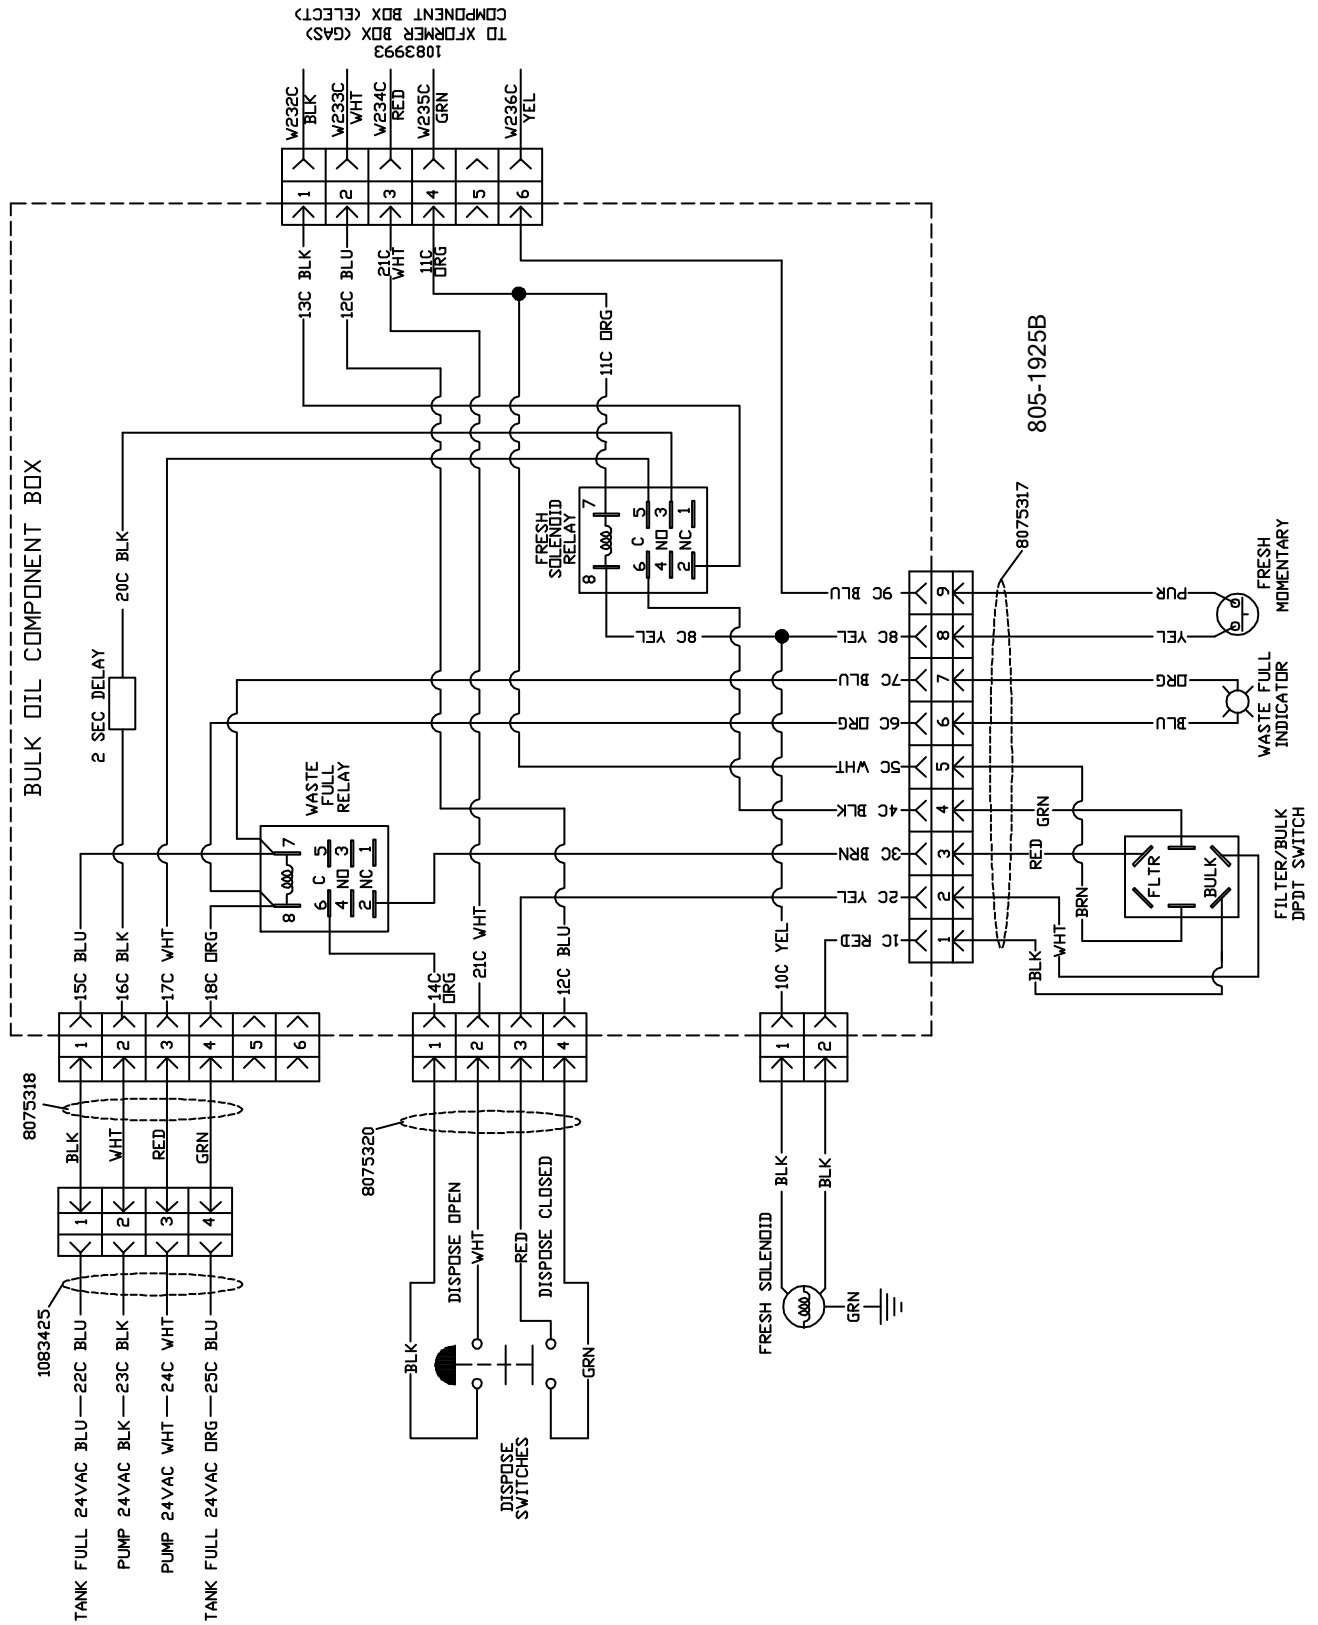 COMPONENT BOX (ELECT)
TO XFORMER BOX (GAS)
1083993
W232C
BLK
W233C
WHT
W234C
RED
W235C
GRN
W236C
YEL
1
2
3
4
5
6
BULK OIL COMPONENT BOX
13C BLK
12C BLU
21C
WHT
11C
ORG
11C ORG
805-1925B
20C BLK
2 SEC DELAY
FRESH
SOLENOID
RELAY
7
8
5
3
1
C
NO
NC
6
4
2
8C YEL
9C BLU
8C YEL
7C BLU
6C ORG
5C WHT
4C BLK
3C BRN
2C YEL
1C RED
9
8
7
6
5
4
3
2
1
8075317
PUR
YEL
FRESH
MOMENTARY
ORG
BLU
WASTE FULL
INDICATOR
GRN
RED
BRN
WHT
BLK
FLTR
BULK
FILTER/BULK
DPDT SWITCH
WASTE
FULL
RELAY
7
8
5
3
1
C
NO
NC
6
4
2
15C BLU
16C BLK
17C WHT
18C ORG
14C
ORG
21C WHT
12C BLU
10C YEL
1
2
3
4
5
6
1
2
3
4
1
2
8075318
BLK
WHT
RED
GRN
1
2
3
4
1083425
TANK FULL 24VAC BLU
22C BLU
PUMP 24VAC BLK
23C BLK
PUMP 24VAC WHT
24C WHT
TANK FULL 24VAC ORG
25C BLU
8075320
DISPOSE OPEN
WHT
RED
DISPOSE CLOSED
BLK
GRN
DISPOSE
SWITCHES
BLK
BLK
FRESH SOLENOID
GRN